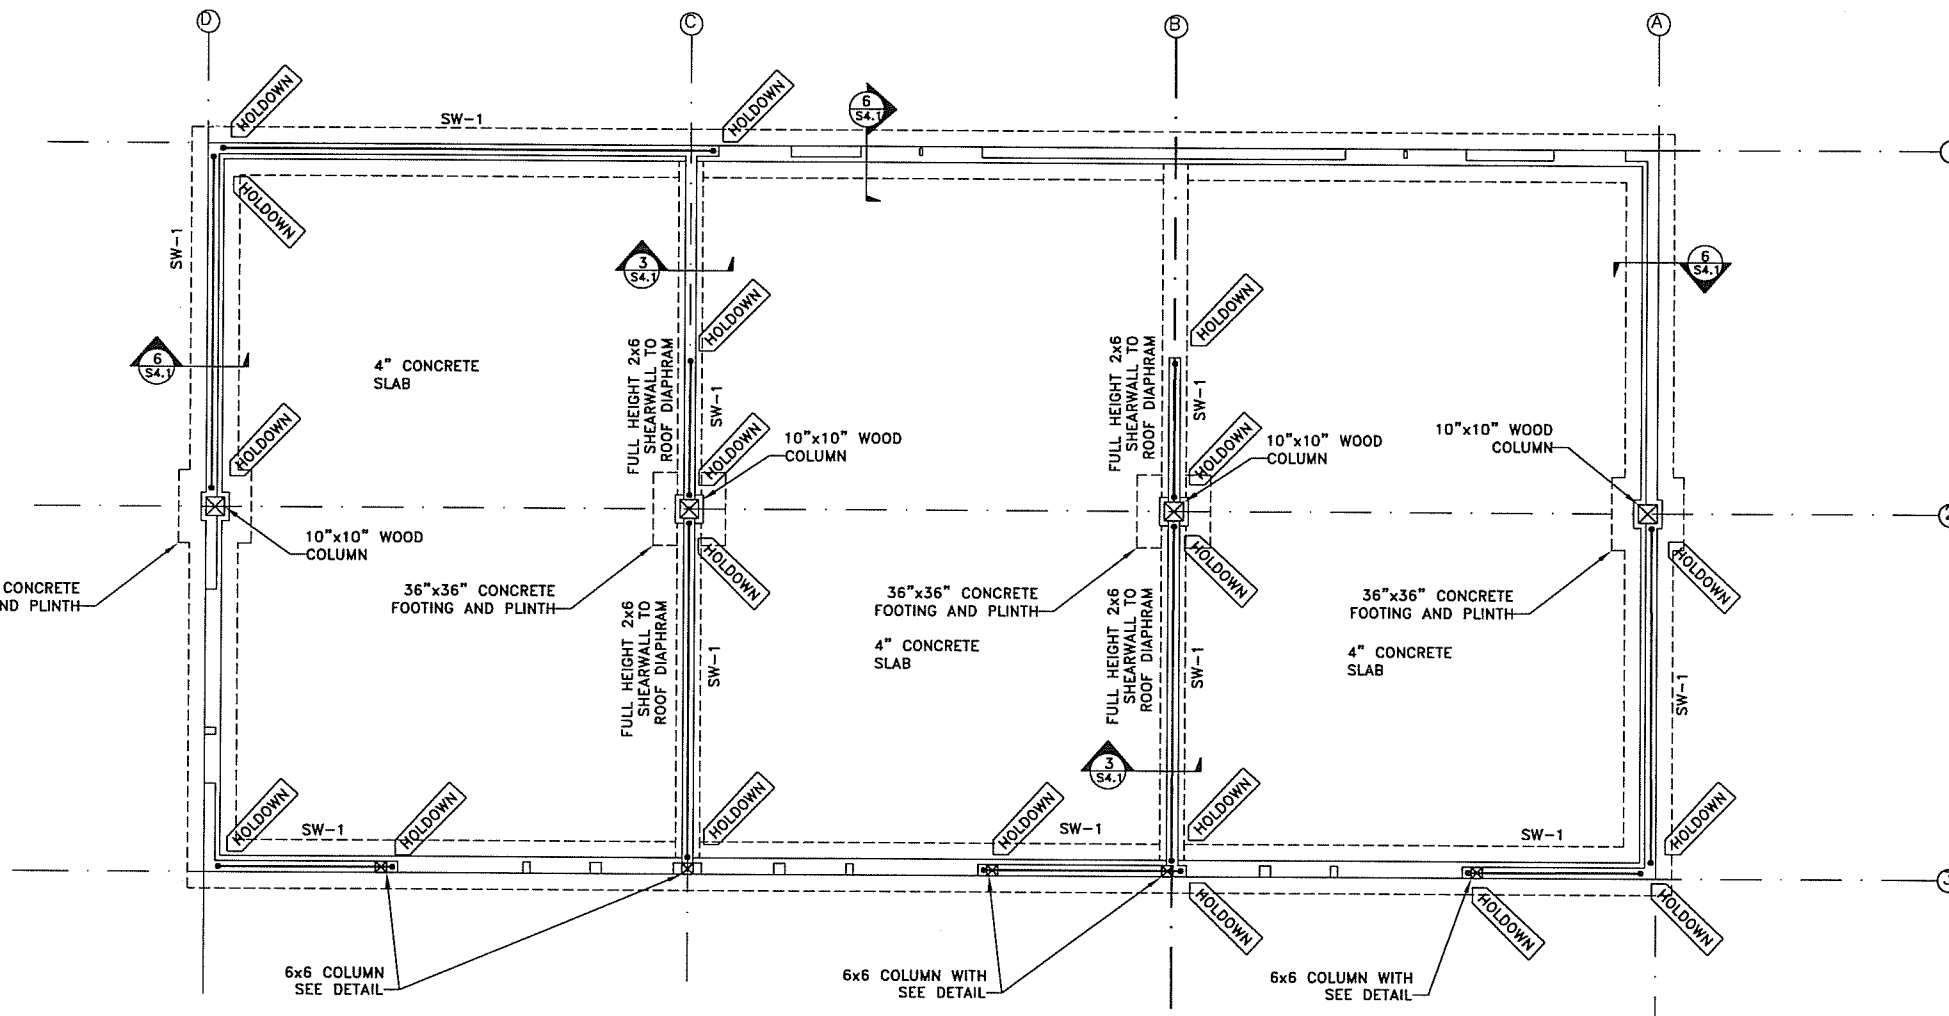 D
C
B
A
HOLDOWN
HOLDOWN
6
S4.1
SW-1
HOLDOWN
SW-1
3
S4.1
6
S4.1
HOLDOWN
HOLDOWN
6
S4.1
4" CONCRETE
SLAB
FULL HEIGHT 2x6
SHEARWALL TO
ROOF DIAPHRAM
SW-1
FULL HEIGHT 2x6
SHEARWALL TO
ROOF DIAPHRAM
SW-1
HOLDOWN
HOLDOWN
HOLDOWN
10"x10" WOOD
COLUMN
10"x10" WOOD
COLUMN
10"x10" WOOD
COLUMN
10"x10" WOOD
COLUMN
2
HOLDOWN
HOLDOWN
HOLDOWN
CONCRETE
ND PLINTH
36"x36" CONCRETE
FOOTING AND PLINTH
36"x36" CONCRETE
FOOTING AND PLINTH
36"x36" CONCRETE
FOOTING AND PLINTH
4" CONCRETE
SLAB
4" CONCRETE
SLAB
FULL HEIGHT 2x6
SHEARWALL TO
ROOF DIAPHRAM
SW-1
FULL HEIGHT 2x6
SHEARWALL TO
ROOF DIAPHRAM
SW-1
SW-1
3
S4.1
HOLDOWN
HOLDOWN
HOLDOWN
HOLDOWN
HOLDOWN
HOLDOWN
SW-1
SW-1
SW-1
3
HOLDOWN
HOLDOWN
HOLDOWN
6x6 COLUMN
SEE DETAIL
6x6 COLUMN WITH
SEE DETAIL
6x6 COLUMN WITH
SEE DETAIL